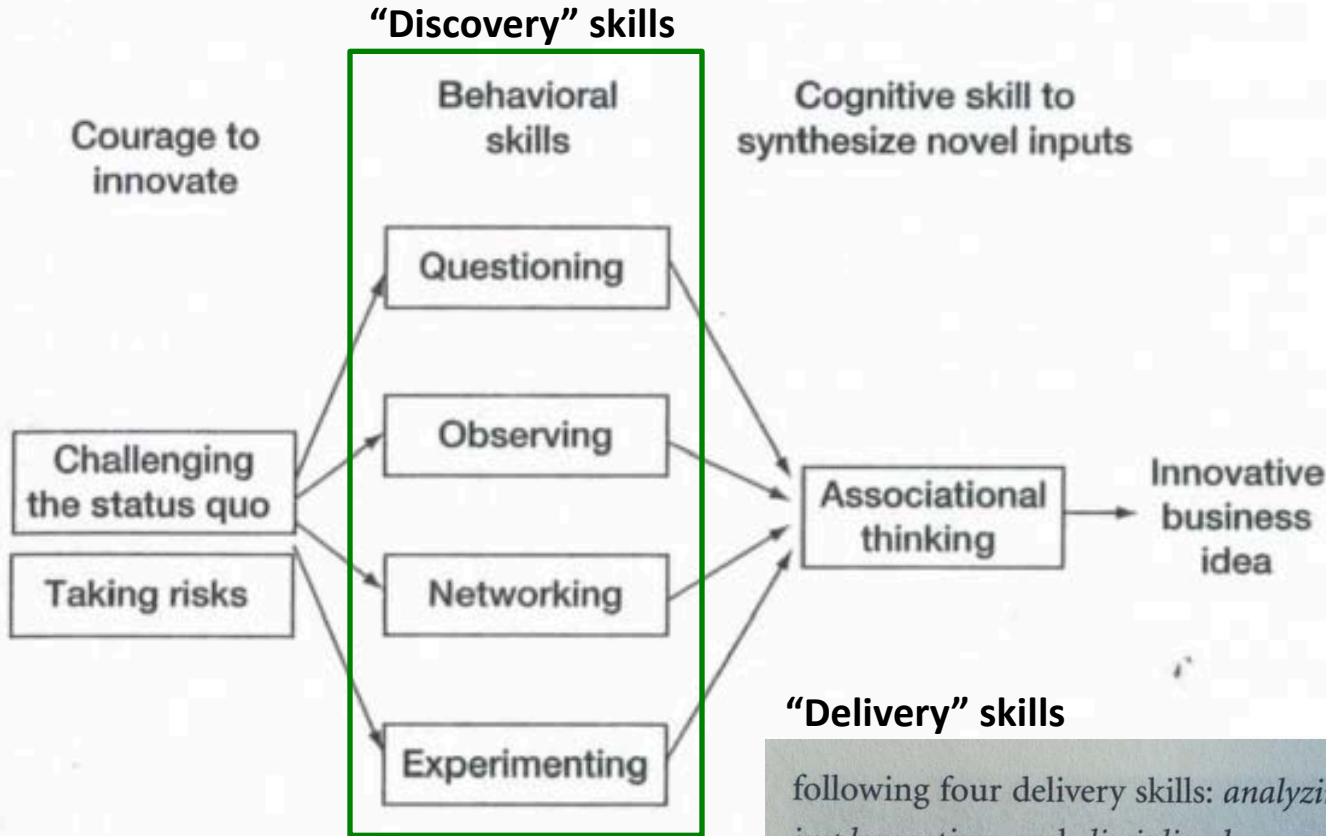 “Discovery” skills
Courage to
innovate
Behavioral
skills
Cognitive skill to
synthesize novel inputs
Questioning
Observing
Networking
Experimenting
Challenging
the status quo
Taking risks
Associational
thinking
Innovative
business
idea
“Delivery” skills
following four delivery skills: analyzi